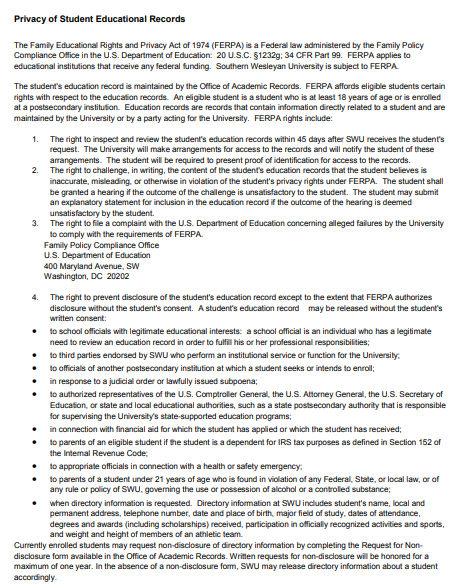 Privacy of Student Educational Records
The Family Educational Rights and Privacy Act of 1974 (FERPA) is a Federal law administered by the Family Policy
Compliance Office in the U.S. Department of Education: 20 U.S.C. §1232g; 34 CFR Part 99. FERPA applies to
educational institutions that receive any federal funding. Southern Wesleyan University is subject to FERPA.
The student's education record is maintained by the Office of Academic Records. FERPA affords eligible students certain
rights with respect to the education records. An eligible student is a student who is at least 18 years of age or is enrolled
at a postsecondary institution. Education records are records that contain information directly related to a student and are
maintained by the University or by a party acting for the University. FERPA rights include:
1. The right to inspect and review the student's education records within 45 days after SWU receives the student's
request. The University will make arrangements for access to the records and will notify the student of these
arrangements. The student will be required to present proof of identification for access to the records.
2. The right to challenge, in writing, the content of the student's education records that the student believes is
inaccurate, misleading, or otherwise in violation of the student's privacy rights under FERPA. The student shall
be granted a hearing if the outcome of the challenge is unsatisfactory to the student. The student may submit
an explanatory statement for inclusion in the education record if the outcome of the hearing is deemed
unsatisfactory by the student.
3. The right to file a complaint with the U.S. Department of Education concerning alleged failures by the University
to comply with the requirements of FERPA.
Family Policy Compliance Office
U.S. Department of Education
400 Maryland Avenue, SW
Washington, DC 20202
4. The right to prevent disclosure of the student's education record except to the extent that FERPA authorizes
disclosure without the student's consent. A student's education record may be released without the student's
written consent:
• to school officials with legitimate educational interests: a school official is an individual who has a legitimate
need to review an education record in order to fulfill his or her professional responsibilities;
• to third parties endorsed by SWU who perform an institutional service or function for the University;
• to officials of another postsecondary institution at which a student seeks or intends to enroll;
• in response to a judicial order or lawfully issued subpoena;
• to authorized representatives of the U.S. Comptroller General, the U.S. Attorney General, the U.S. Secretary of
Education, or state and local educational authorities, such as a state postsecondary authority that is responsible
for supervising the University's state-supported education programs;
• in connection with financial aid for which the student has applied or which the student has received;
• to parents of an eligible student if the student is a dependent for IRS tax purposes as defined in Section 152 of
the Internal Revenue Code;
• to appropriate officials in connection with a health or safety emergency;
• to parents of a student under 21 years of age who is found in violation of any Federal, State, or local law, or of
any rule or policy of SWU, governing the use or possession of alcohol or a controlled substance;
• when directory information is requested. Directory information at SWU includes student's name, local and
permanent address, telephone number, date and place of birth, major field of study, dates of attendance,
degrees and awards (including scholarships) received, participation in officially recognized activities and sports,
and weight and height of members of an athletic team.
Currently enrolled students may request non-disclosure of directory information by completing the Request for Non-
disclosure form available in the Office of Academic Records. Written requests for non-disclosure will be honored for a
maximum of one year. In the absence of a non-disclosure form, SWU may release directory information about a student
accordingly.